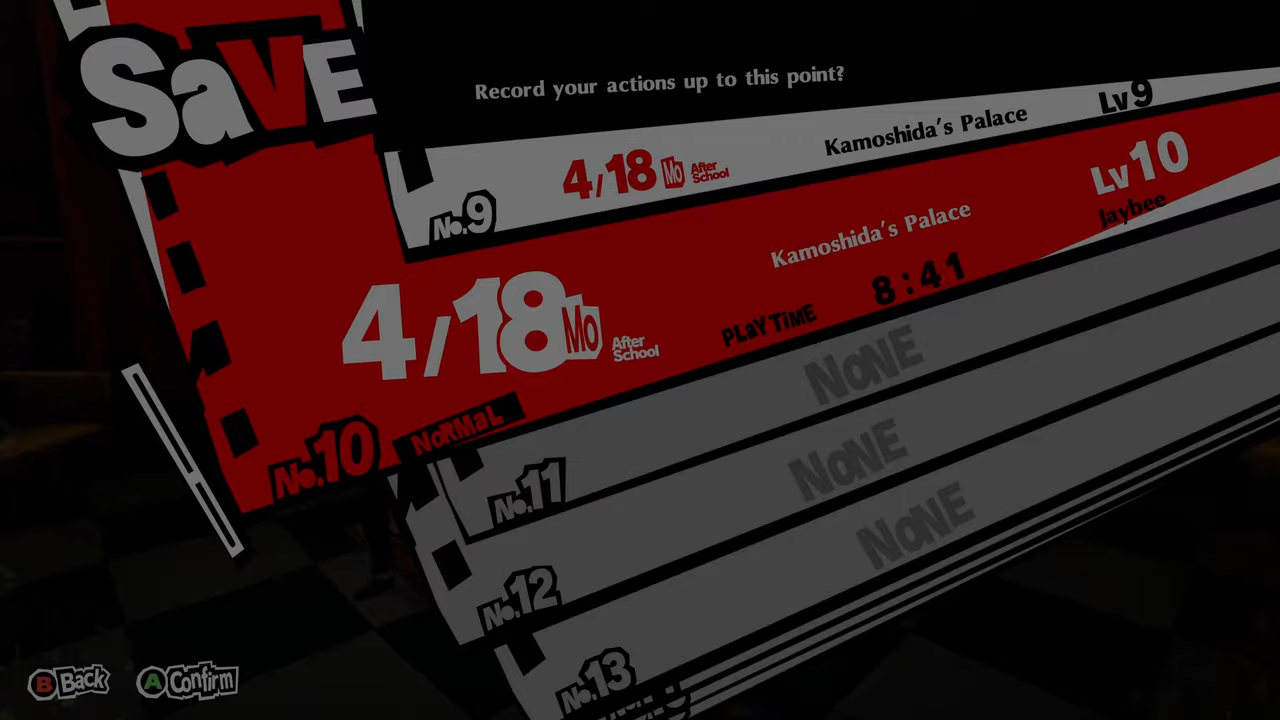 SaVE
Record your actions up to this point?
No.9 4/18 Mo After School Kamoshida's Palace Lv9
No.10 4/18 Mo After School Kamoshida's Palace Lv10
Jaybee
PLaY TiME 8:41
NoRMaL
No.11 NoNE
No.12 NoNE
No.13 NoNE
B Back A Confirm